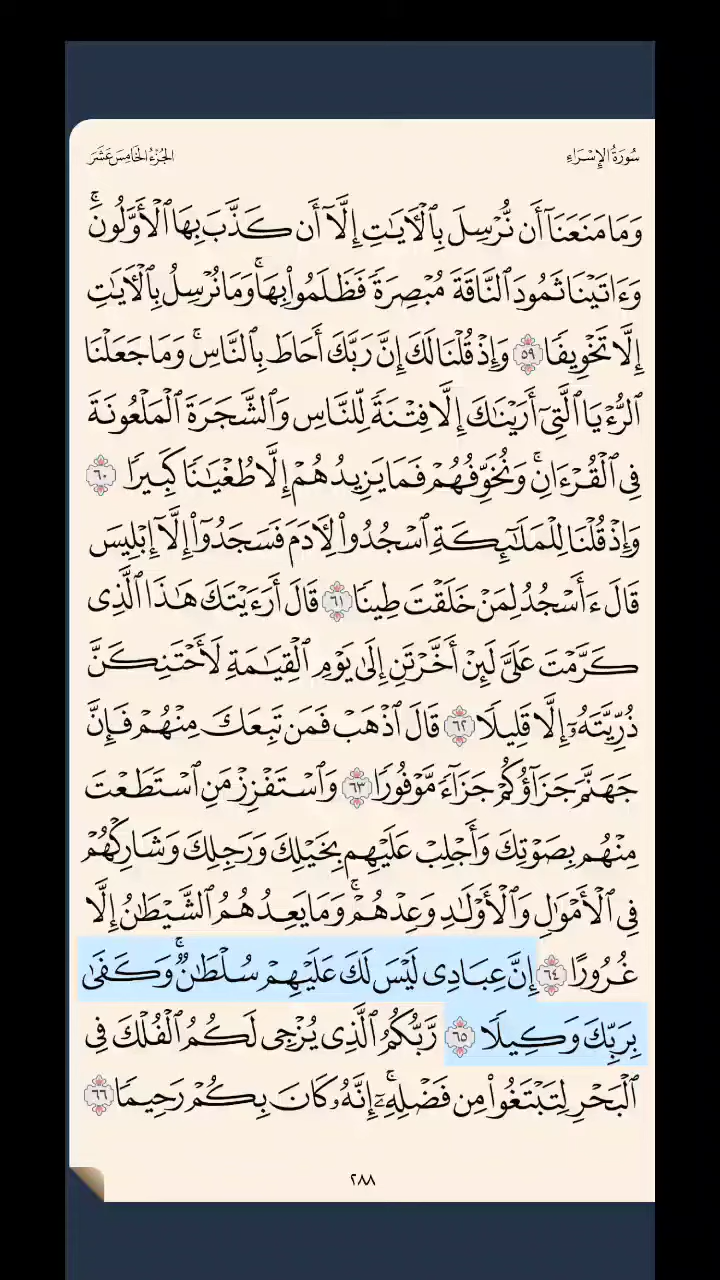 سُورَةُ الإِسْرَاءِ
الجُزْءُ الخَامِسَ عَشَرَ
وَمَا مَنَعَنَآ أَن نُّرْسِلَ بِٱلْأٓيَٰتِ إِلَّآ أَن كَذَّبَ بِهَا ٱلْأَوَّلُونَۚ
وَءَاتَيْنَا ثَمُودَ ٱلنَّاقَةَ مُبْصِرَةً فَظَلَمُوا۟ بِهَاۚ وَمَا نُرْسِلُ بِٱلْأٓيَٰتِ
إِلَّا تَخْوِيفًا ٥٩ وَإِذْ قُلْنَا لَكَ إِنَّ رَبَّكَ أَحَاطَ بِٱلنَّاسِۚ وَمَا جَعَلْنَا
ٱلرُّءْيَا ٱلَّتِىٓ أَرَيْنَٰكَ إِلَّا فِتْنَةً لِّلنَّاسِ وَٱلشَّجَرَةَ ٱلْمَلْعُونَةَ
فِى ٱلْقُرْءَانِۚ وَنُخَوِّفُهُمْ فَمَا يَزِيدُهُمْ إِلَّا طُغْيَٰنًا كَبِيرًا ٦٠
وَإِذْ قُلْنَا لِلْمَلَٰٓئِكَةِ ٱسْجُدُوا۟ لِأٓدَمَ فَسَجَدُوٓا۟ إِلَّآ إِبْلِيسَ
قَالَ ءَأَسْجُدُ لِمَنْ خَلَقْتَ طِينًا ٦١ قَالَ أَرَءَيْتَكَ هَٰذَا ٱلَّذِى
كَرَّمْتَ عَلَىَّ لَئِنْ أَخَّرْتَنِ إِلَىٰ يَوْمِ ٱلْقِيَٰمَةِ لَأَحْتَنِكَنَّ
ذُرِّيَّتَهُۥٓ إِلَّا قَلِيلًا ٦٢ قَالَ ٱذْهَبْ فَمَن تَبِعَكَ مِنْهُمْ فَإِنَّ
جَهَنَّمَ جَزَآؤُكُمْ جَزَآءً مَّوْفُورًا ٦٣ وَٱسْتَفْزِزْ مَنِ ٱسْتَطَعْتَ
مِنْهُم بِصَوْتِكَ وَأَجْلِبْ عَلَيْهِم بِخَيْلِكَ وَرَجِلِكَ وَشَارِكْهُمْ
فِى ٱلْأَمْوَٰلِ وَٱلْأَوْلَٰدِ وَعِدْهُمْۚ وَمَا يَعِدُهُمُ ٱلشَّيْطَٰنُ إِلَّا
غُرُورًا ٦٤ إِنَّ عِبَادِى لَيْسَ لَكَ عَلَيْهِمْ سُلْطَٰنٌۚ وَكَفَىٰ
بِرَبِّكَ وَكِيلًا ٦٥ رَّبُّكُمُ ٱلَّذِى يُزْجِى لَكُمُ ٱلْفُلْكَ فِى
ٱلْبَحْرِ لِتَبْتَغُوا۟ مِن فَضْلِهِۦٓۚ إِنَّهُۥ كَانَ بِكُمْ رَحِيمًا ٦٦
٢٨٨